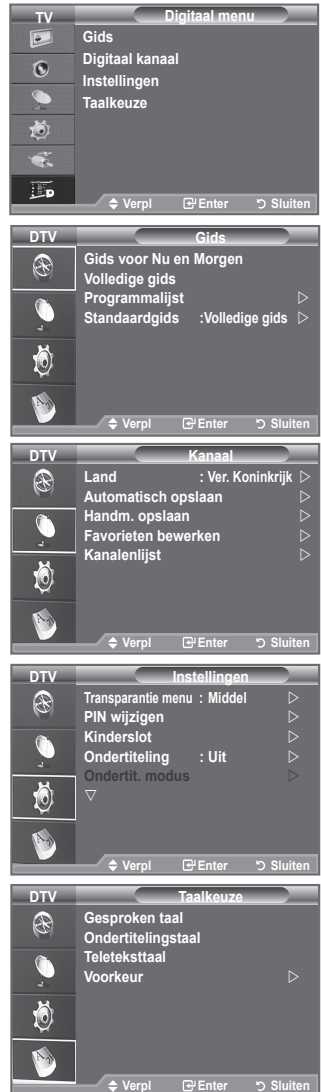 TV Digitaal menu
Gids
Digitaal kanaal
Instellingen
Taalkeuze
Verpl Enter Sluiten
DTV Gids
Gids voor Nu en Morgen
Volledige gids
Programmalijst
Standaardgids :Volledige gids
Verpl Enter Sluiten
DTV Kanaal
Land : Ver. Koninkrijk
Automatisch opslaan
Handm. opslaan
Favorieten bewerken
Kanalenlijst
Verpl Enter Sluiten
DTV Instellingen
Transparantie menu : Middel
PIN wijzigen
Kinderslot
Ondertiteling : Uit
Ondertit. modus
Verpl Enter Sluiten
DTV Taalkeuze
Gesproken taal
Ondertitelingstaal
Teleteksttaal
Voorkeur
Verpl Enter Sluiten